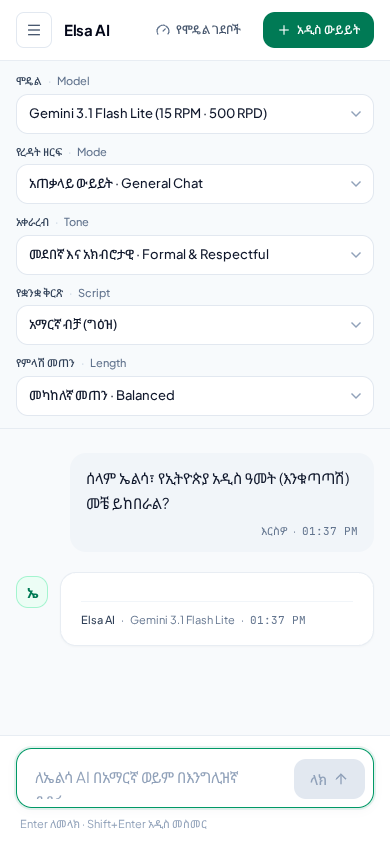 Elsa AI
የሞዴል ገደቦች
አዲስ ውይይት
ሞዴል · Model
Gemini 3.1 Flash Lite (15 RPM · 500 RPD)
የረዳት ዘርፍ · Mode
አጠቃላይ ውይይት · General Chat
አቀራረብ · Tone
መደበኛ እና አክብሮታዊ · Formal & Respectful
የቋንቋ ቅርጽ · Script
አማርኛ ብቻ (ግዕዝ)
የምላሽ መጠን · Length
መካከለኛ መጠን · Balanced
ሰላም ኤልሳ፣ የኢትዮጵያ አዲስ ዓመት (እንቁጣጣሽ)
መቼ ይከበራል?
እርስዎ · 01:37 PM
ኤ
Elsa AI · Gemini 3.1 Flash Lite · 01:37 PM
ለኤልሳ AI በአማርኛ ወይም በእንግሊዝኛ
ላክ
Enter ለመላክ · Shift+Enter አዲስ መስመር